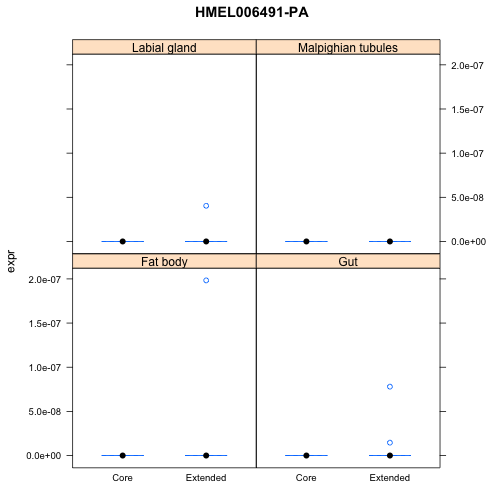 HMEL006491-PA
Labial gland
Malpighian tubules
2.0e-07
1.5e-07
1.0e-07
5.0e-08
0.0e+00
expr
Fat body
Gut
2.0e-07
1.5e-07
1.0e-07
5.0e-08
0.0e+00
Core
Extended
Core
Extended